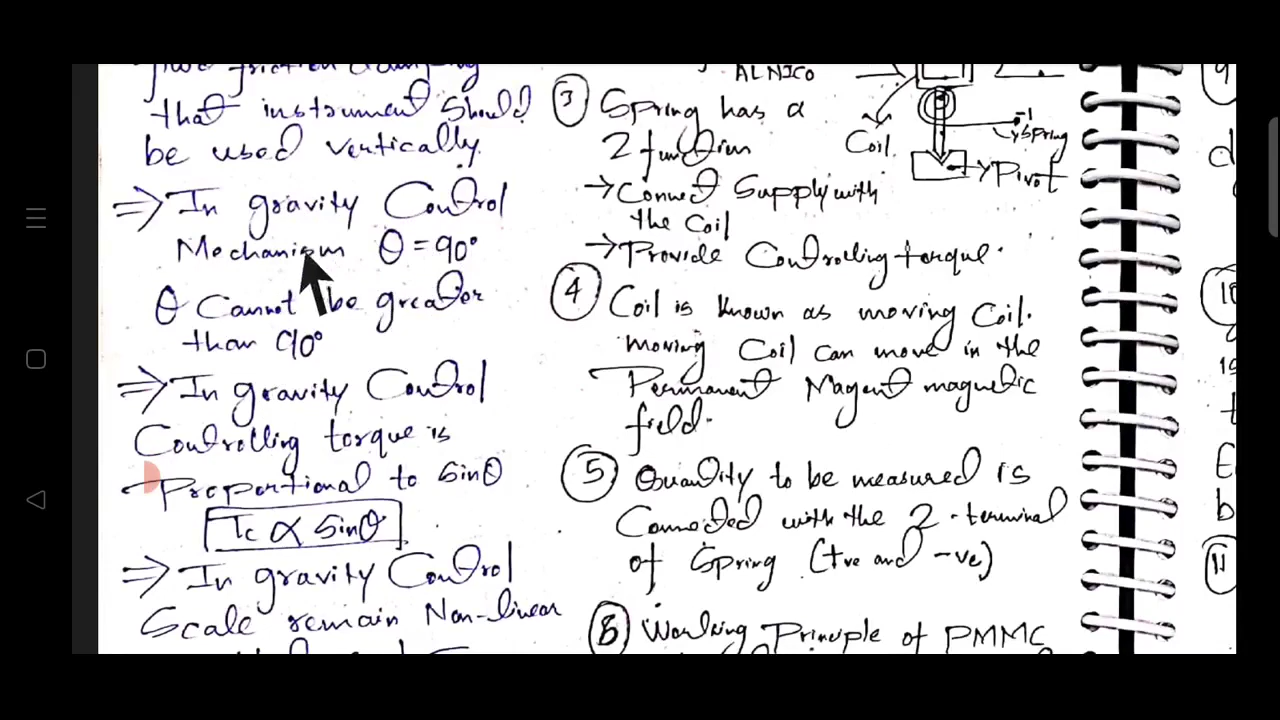 that instrument should
be used vertically.
⇒ In gravity Control
Mechanism θ = 90°
θ Cannot be greater
than 90°
⇒ In gravity Control
Controlling torque is
Proportional to sinθ
Tc ∝ Sinθ
⇒ In gravity Control
Scale remain Non-linear
ALNICO
Coil.
Spring
Pivot
③ Spring has a
2 function
→ Connect Supply with
the Coil
→ Provide Controlling torque.
④ Coil is known as moving Coil.
moving Coil can move in the
Permanent Magent magnetic
field.
⑤ Quantity to be measured is
Connected with the 2-terminal
of Spring (+ve and -ve)
Working Principle of PMMC